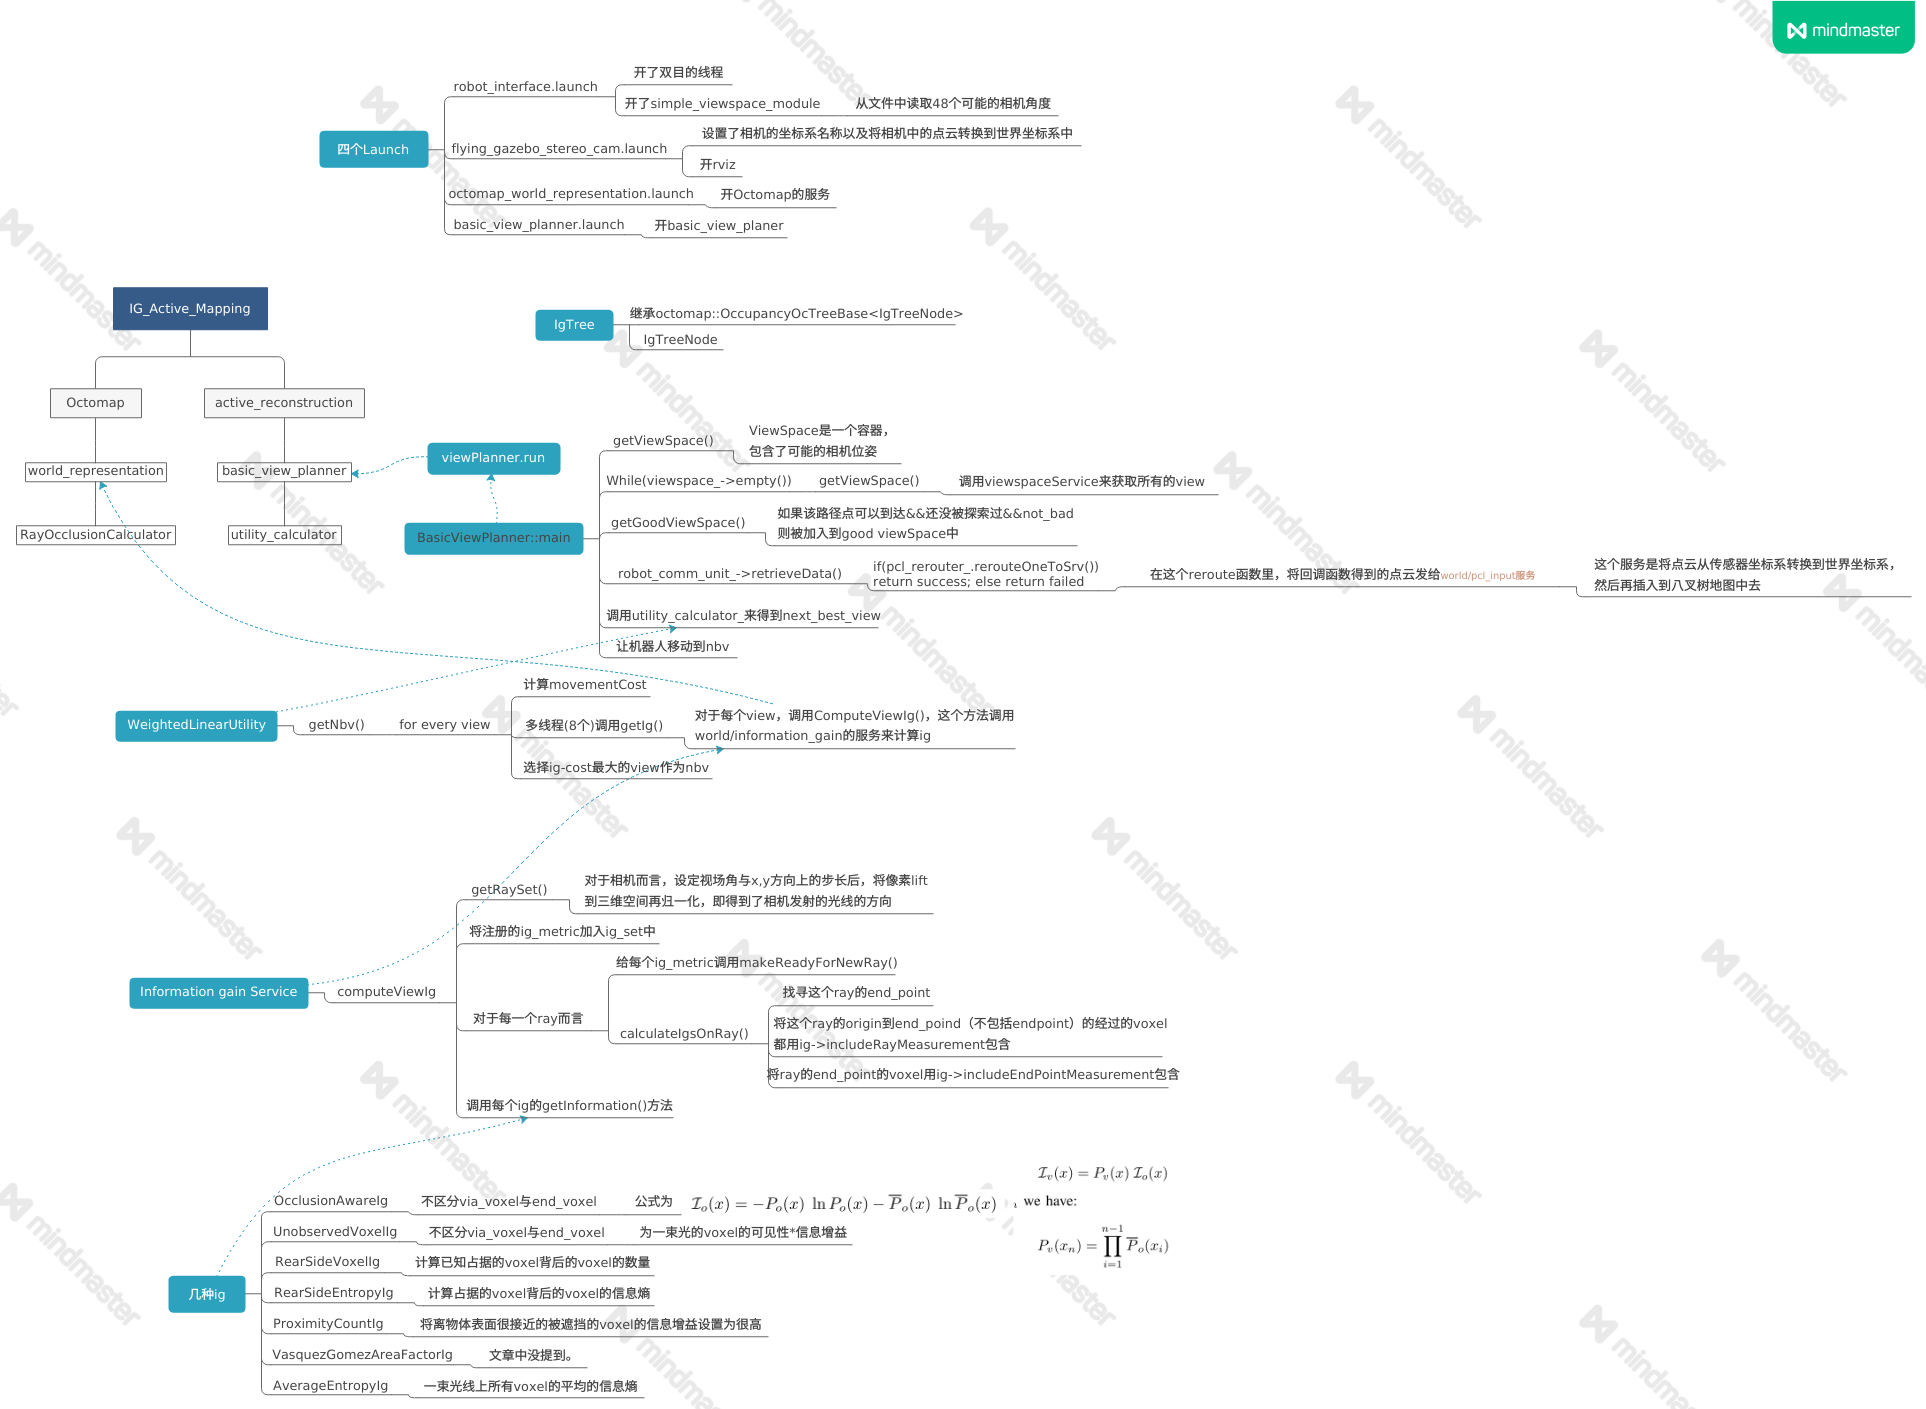 mindmaster
四个Launch
robot_interface.launch
开了双目的线程
开了simple_viewspace_module
从文件中读取48个可能的相机角度
flying_gazebo_stereo_cam.launch
设置了相机的坐标系名称以及将相机中的点云转换到世界坐标系中
开rviz
octomap_world_representation.launch
开Octomap的服务
basic_view_planner.launch
开basic_view_planer
IG_Active_Mapping
Octomap
active_reconstruction
world_representation
basic_view_planner
RayOcclusionCalculator
utility_calculator
IgTree
继承octomap::OccupancyOcTreeBase<IgTreeNode>
IgTreeNode
viewPlanner.run
BasicViewPlanner::main
getViewSpace()
ViewSpace是一个容器，
包含了可能的相机位姿
While(viewspace_->empty())
getViewSpace()
调用viewspaceService来获取所有的view
getGoodViewSpace()
如果该路径点可以到达&&还没被探索过&&not_bad
则被加入到good viewSpace中
robot_comm_unit_->retrieveData()
if(pcl_rerouter_.rerouteOneToSrv())
return success; else return failed
在这个reroute函数里，将回调函数得到的点云发给world/pcl_input服务
这个服务是将点云从传感器坐标系转换到世界坐标系，
然后再插入到八叉树地图中去
调用utility_calculator_来得到next_best_view
让机器人移动到nbv
WeightedLinearUtility
getNbv()
for every view
计算movementCost
多线程(8个)调用getIg()
对于每个view，调用ComputeViewIg()，这个方法调用
world/information_gain的服务来计算ig
选择ig-cost最大的view作为nbv
Information gain Service
computeViewIg
getRaySet()
对于相机而言，设定视场角与x,y方向上的步长后，将像素lift
到三维空间再归一化，即得到了相机发射的光线的方向
将注册的ig_metric加入ig_set中
对于每一个ray而言
给每个ig_metric调用makeReadyForNewRay()
calculateIgsOnRay()
找寻这个ray的end_point
将这个ray的origin到end_poind（不包括endpoint）的经过的voxel
都用ig->includeRayMeasurement包含
将ray的end_point的voxel用ig->includeEndPointMeasurement包含
调用每个ig的getInformation()方法
几种ig
OcclusionAwareIg
不区分via_voxel与end_voxel
公式为
𝓘ₒ(x) = −Pₒ(x) ln Pₒ(x) − P̅ₒ(x) ln P̅ₒ(x)
𝓘ᵥ(x) = Pᵥ(x) 𝓘ₒ(x)
we have:
Pᵥ(xₙ) = ∏_{i=1}^{n−1} P̅ₒ(xᵢ)
UnobservedVoxelIg
不区分via_voxel与end_voxel
为一束光的voxel的可见性*信息增益
RearSideVoxelIg
计算已知占据的voxel背后的voxel的数量
RearSideEntropyIg
计算占据的voxel背后的voxel的信息熵
ProximityCountIg
将离物体表面很接近的被遮挡的voxel的信息增益设置为很高
VasquezGomezAreaFactorIg
文章中没提到。
AverageEntropyIg
一束光线上所有voxel的平均的信息熵